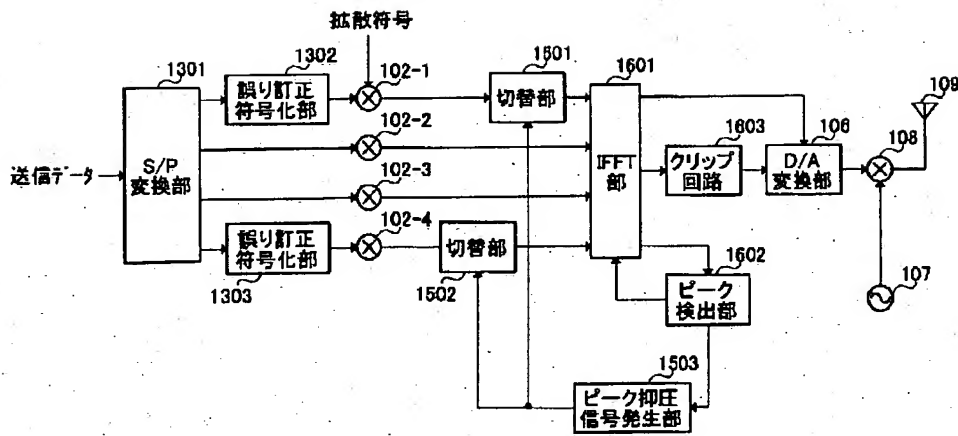 拡散符号
1301
1302
誤り訂正
符号化部
102-1
1501
切替部
1601
109
102-2
1603
106
108
送信データ
S/P
変換部
IFFT
部
クリップ
回路
D/A
変換部
102-3
102-4
誤り訂正
符号化部
1303
切替部
1502
1602
ピーク
検出部
107
1503
ピーク抑圧
信号発生部